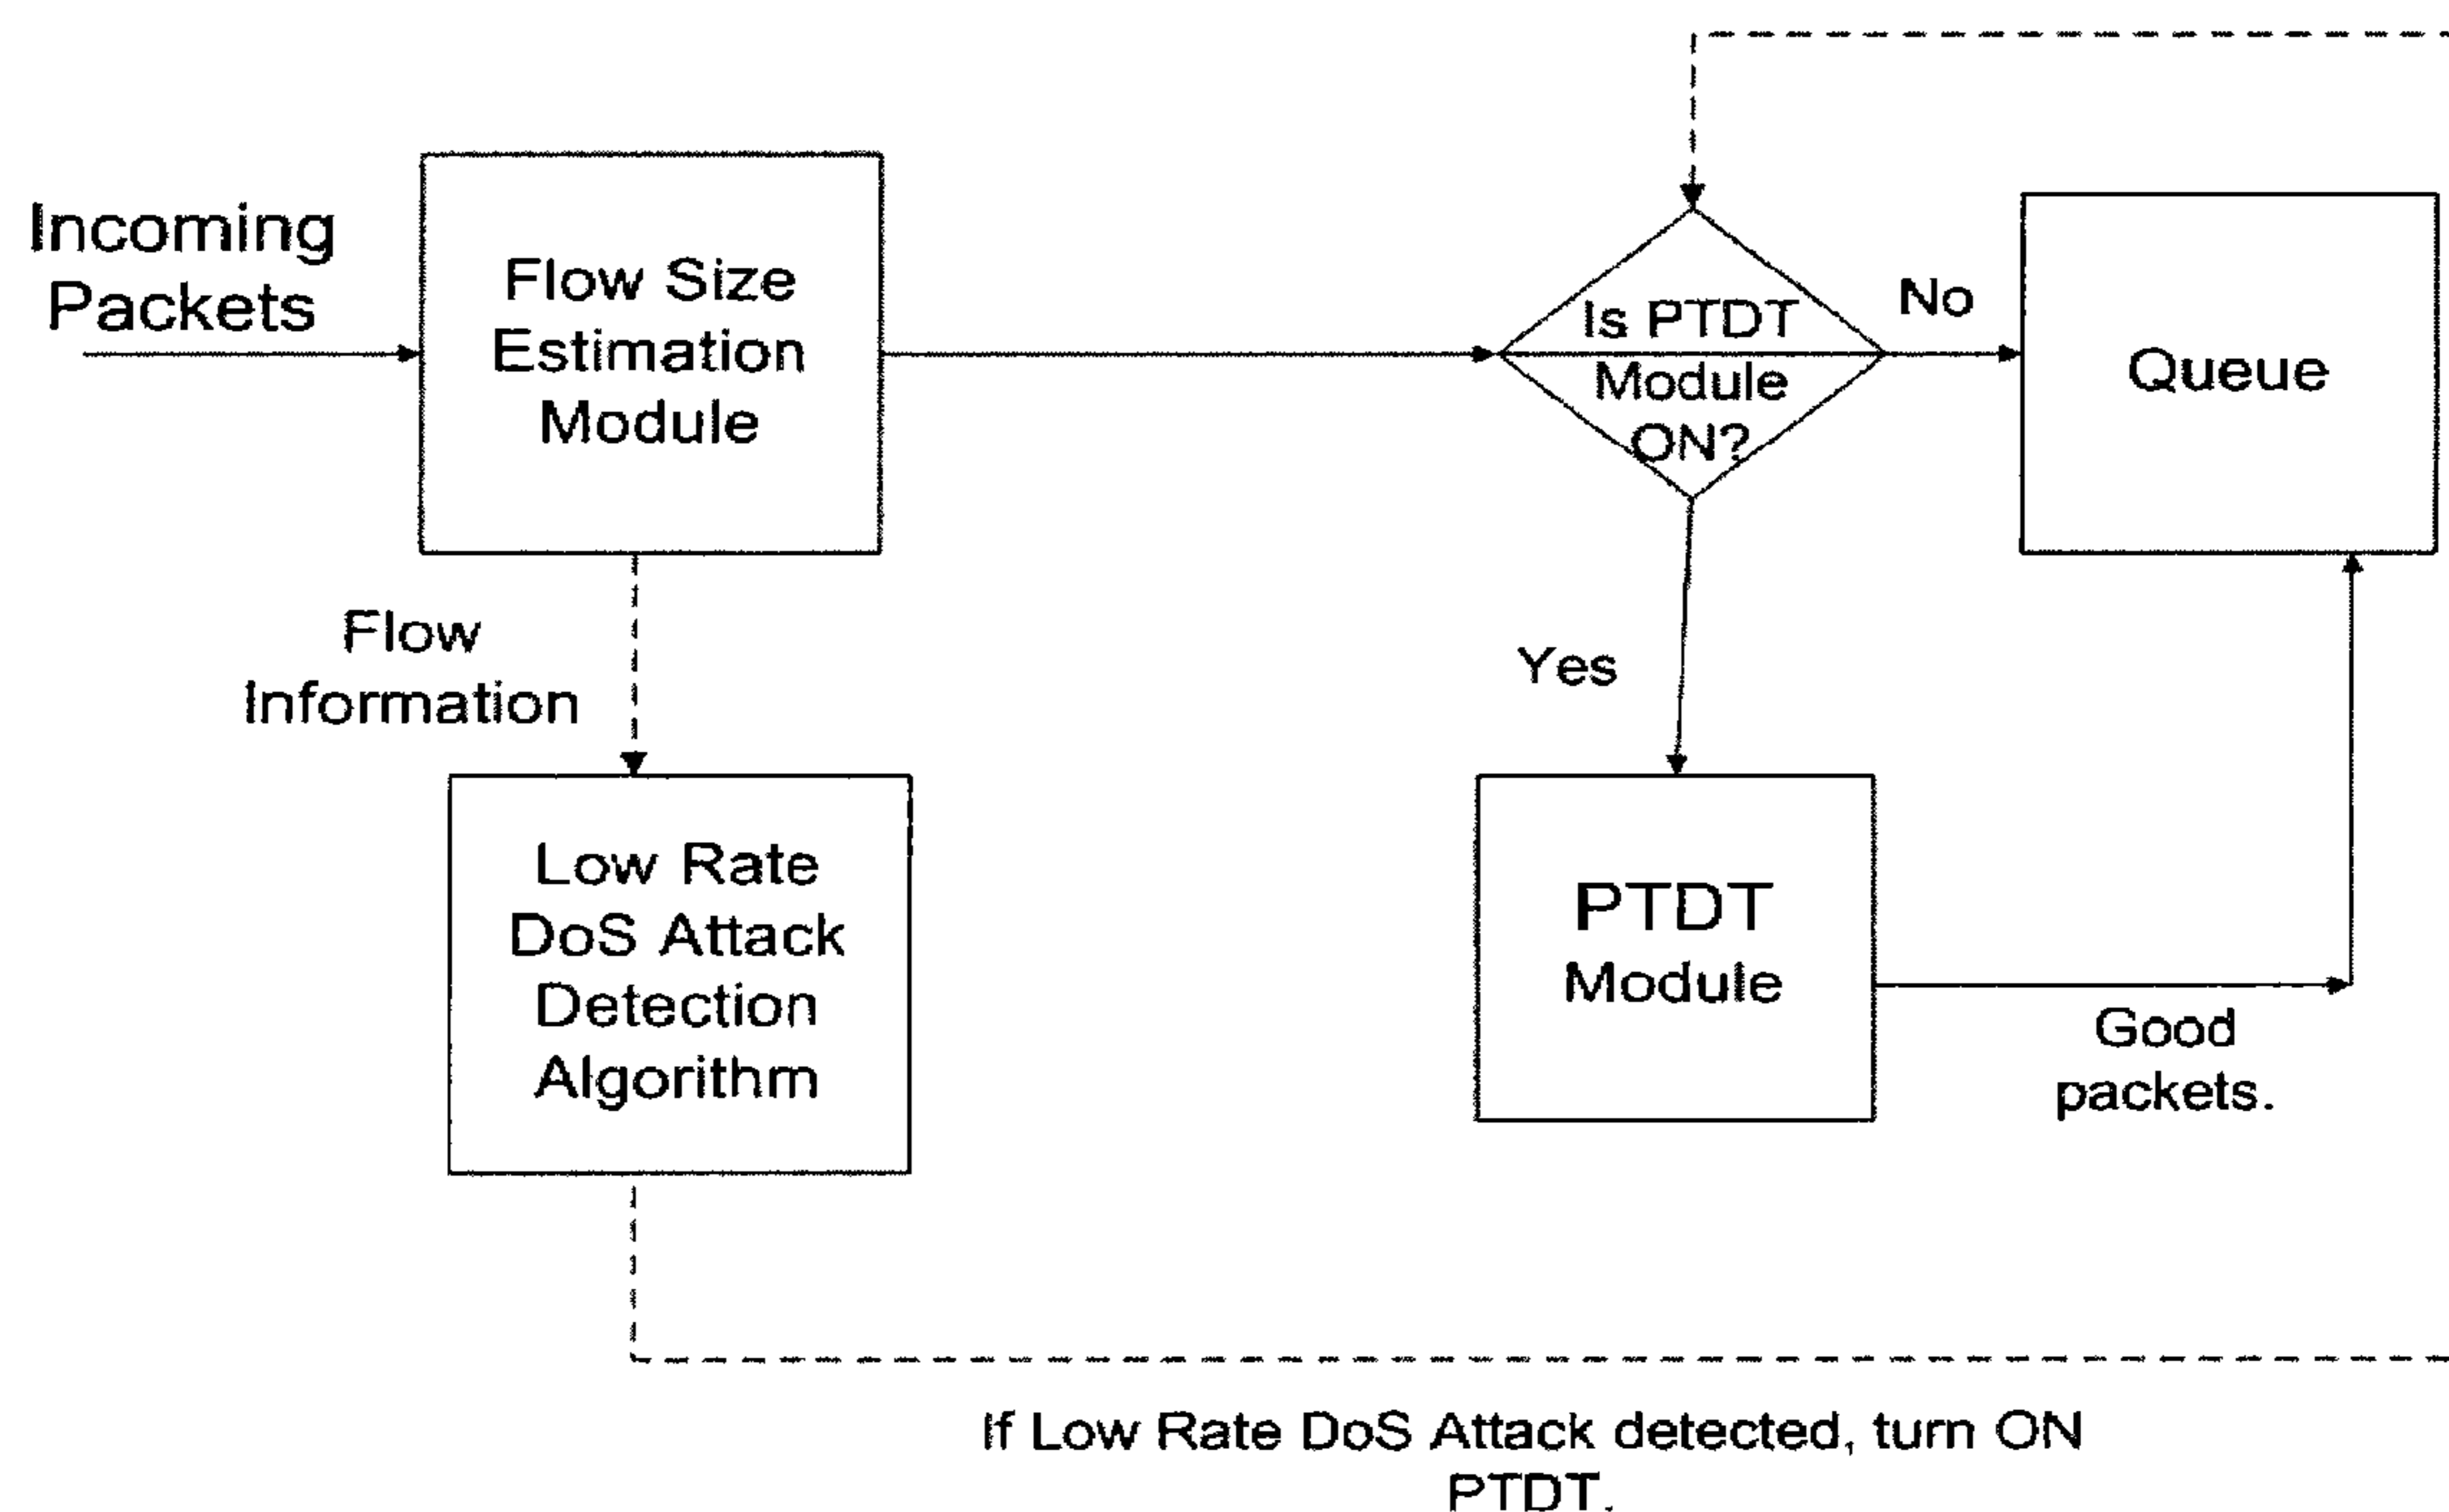 Incoming
Packets
Flow Size
Estimation
Module
Is PTDT
Module
ON?
No
Queue
Flow
Information
Yes
Low Rate
DoS Attack
Detection
Algorithm
PTDT
Module
Good
packets.
If Low Rate DoS Attack detected, turn ON
PTDT.